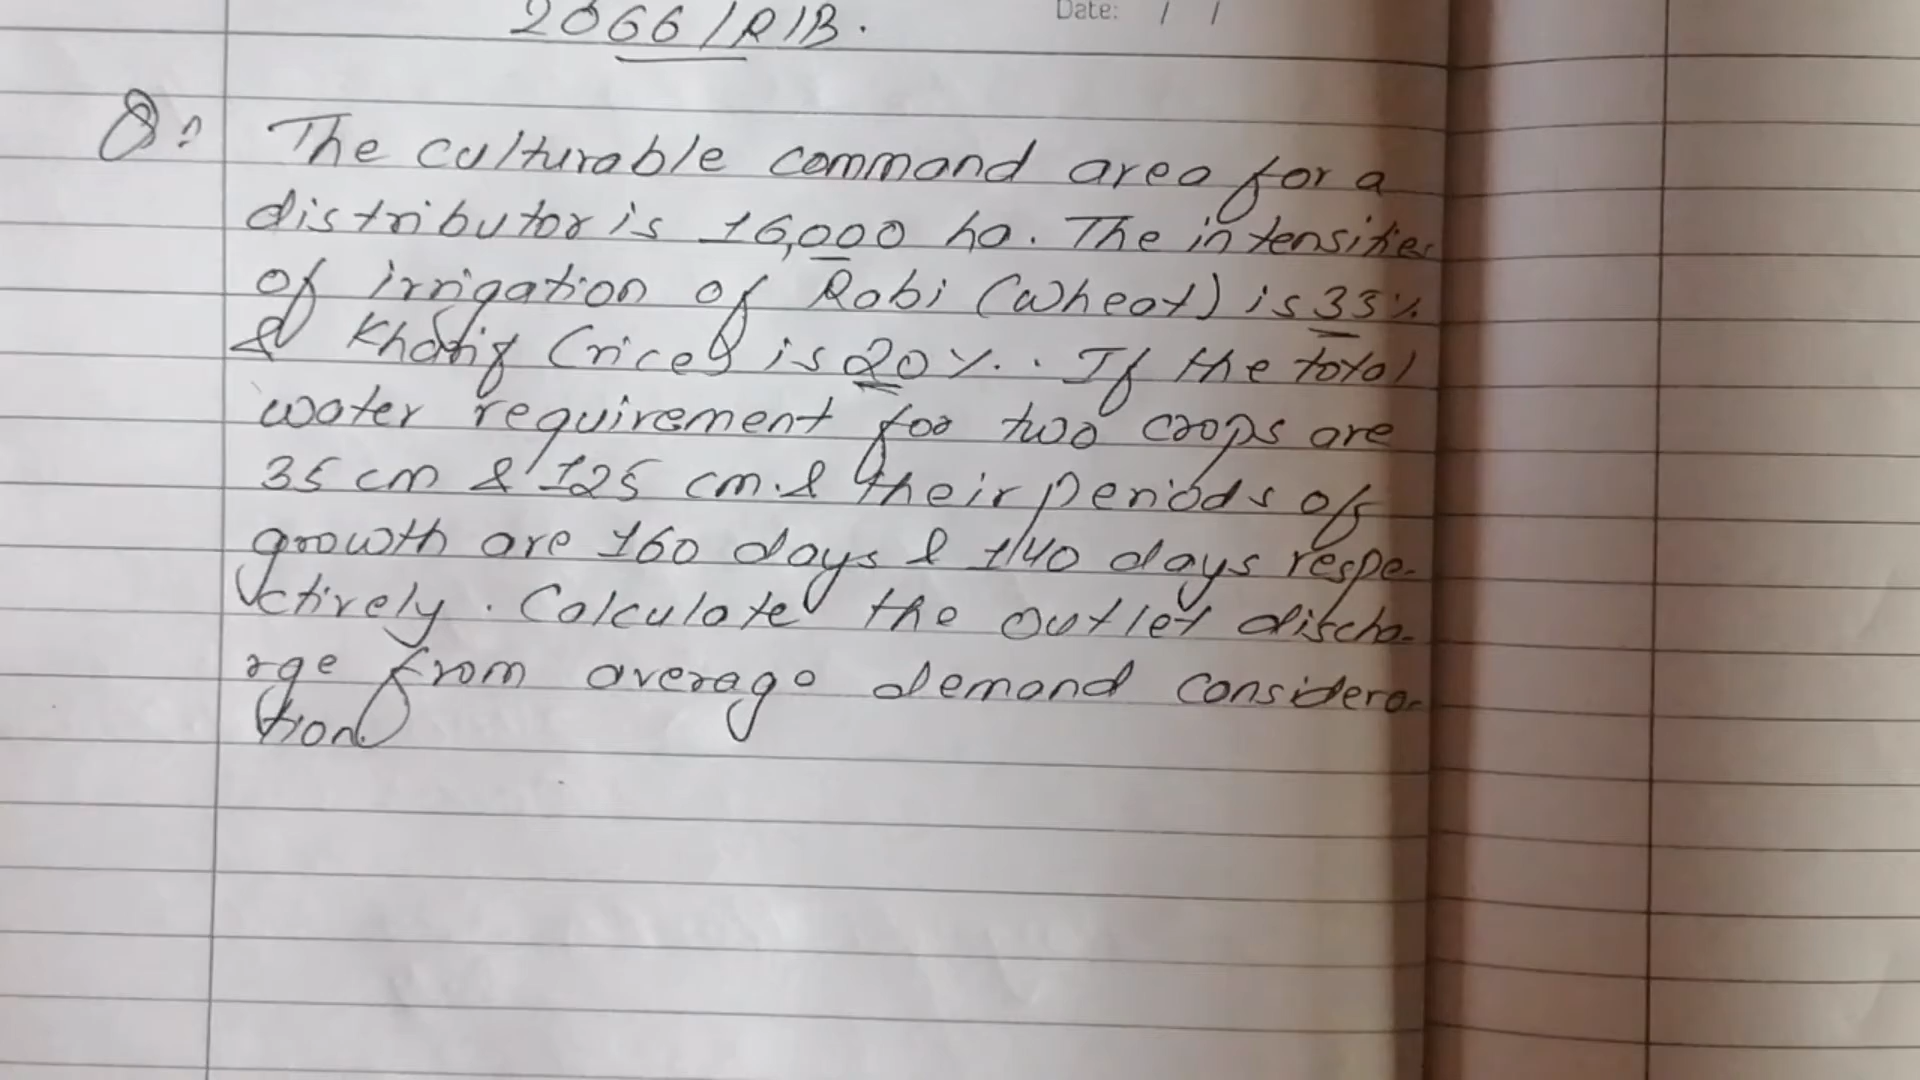 2066/R/B.
Date: / /
Q: The culturable command area for a
distributor is 16,000 ha. The intensities
of irrigation of Rabi (wheat) is 33%
& Kharif (rice) is 20%. If the total
water requirement for two crops are
35 cm & 125 cm. & their periods of
growth are 160 days & 140 days respe-
ctively. Calculate the outlet discha-
rge from average demand considera-
tion.